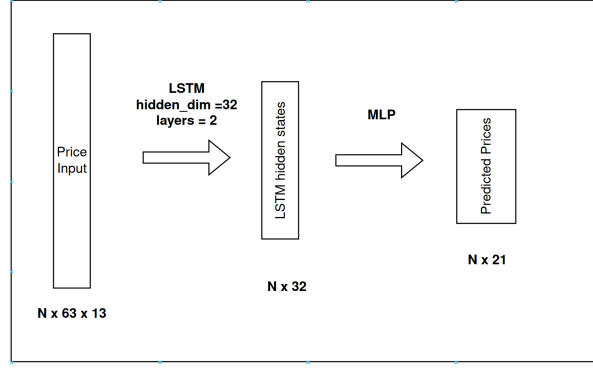 Price
Input
N x 63 x 13
LSTM
hidden_dim =32
layers = 2
LSTM hidden states
N x 32
MLP
Predicted Prices
N x 21